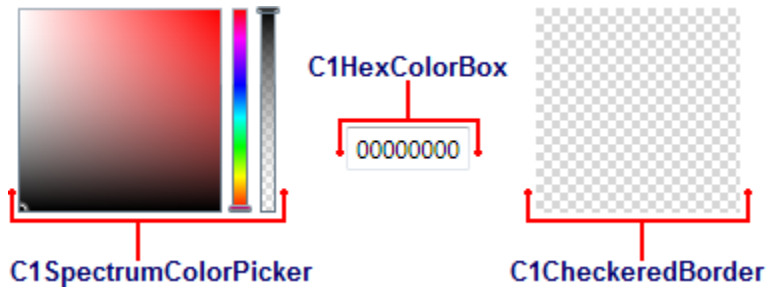 C1HexColorBox
00000000
C1SpectrumColorPicker
C1CheckeredBorder